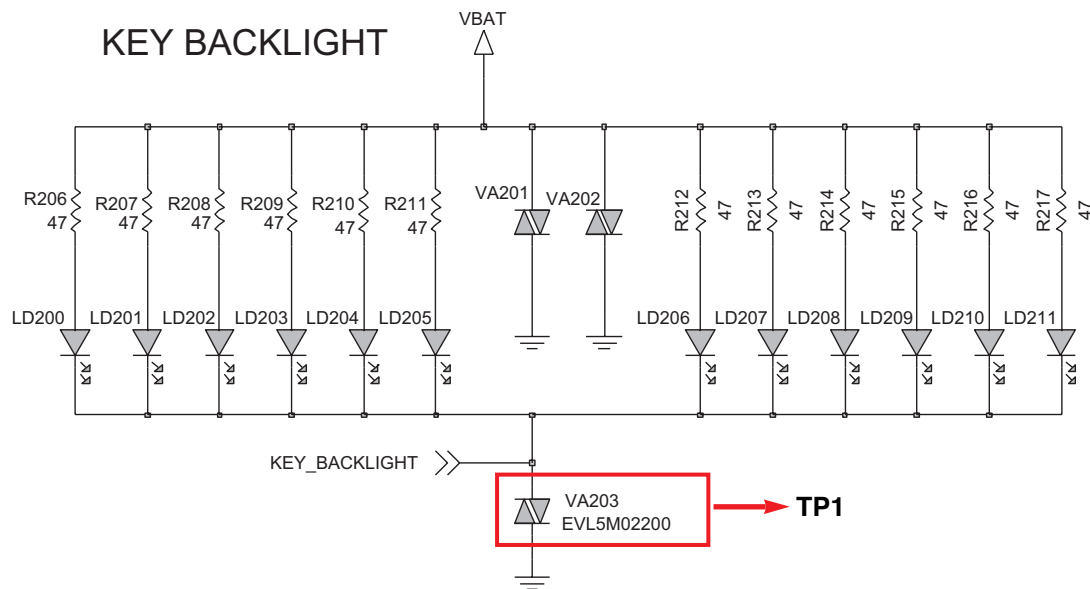 VBAT
KEY BACKLIGHT
R206
47
R207
47
R208
47
R209
47
R210
47
R211
47
VA201
VA202
R212
47
R213
47
R214
47
R215
47
R216
47
R217
47
LD200
LD201
LD202
LD203
LD204
LD205
LD206
LD207
LD208
LD209
LD210
LD211
KEY_BACKLIGHT
VA203
EVL5M02200
TP1